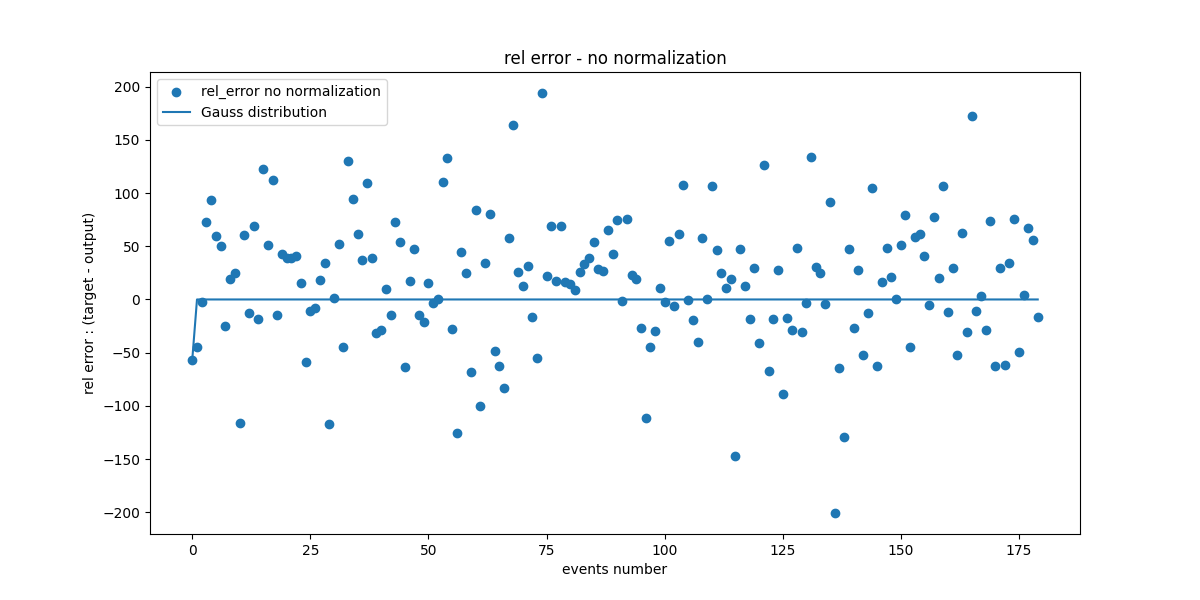 rel error - no normalization
rel_error no normalization
Gauss distribution
rel error : (targret - output)
200
150
100
50
0
−50
−100
−150
−200
0 25 50 75 100 125 150 175
events number